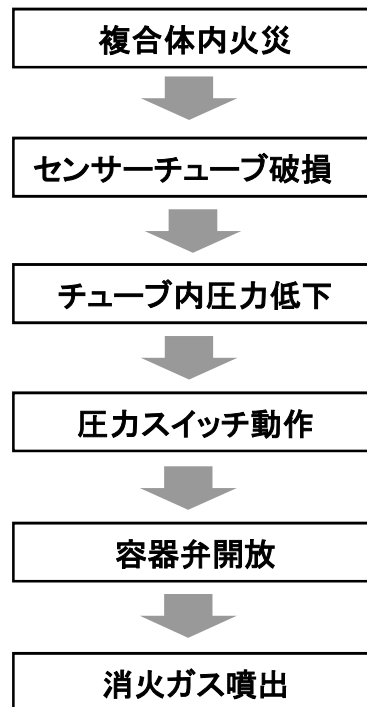 複合体内火災
センサーチューブ破損
チューブ内圧力低下
圧力スイッチ動作
容器弁開放
消火ガス噴出